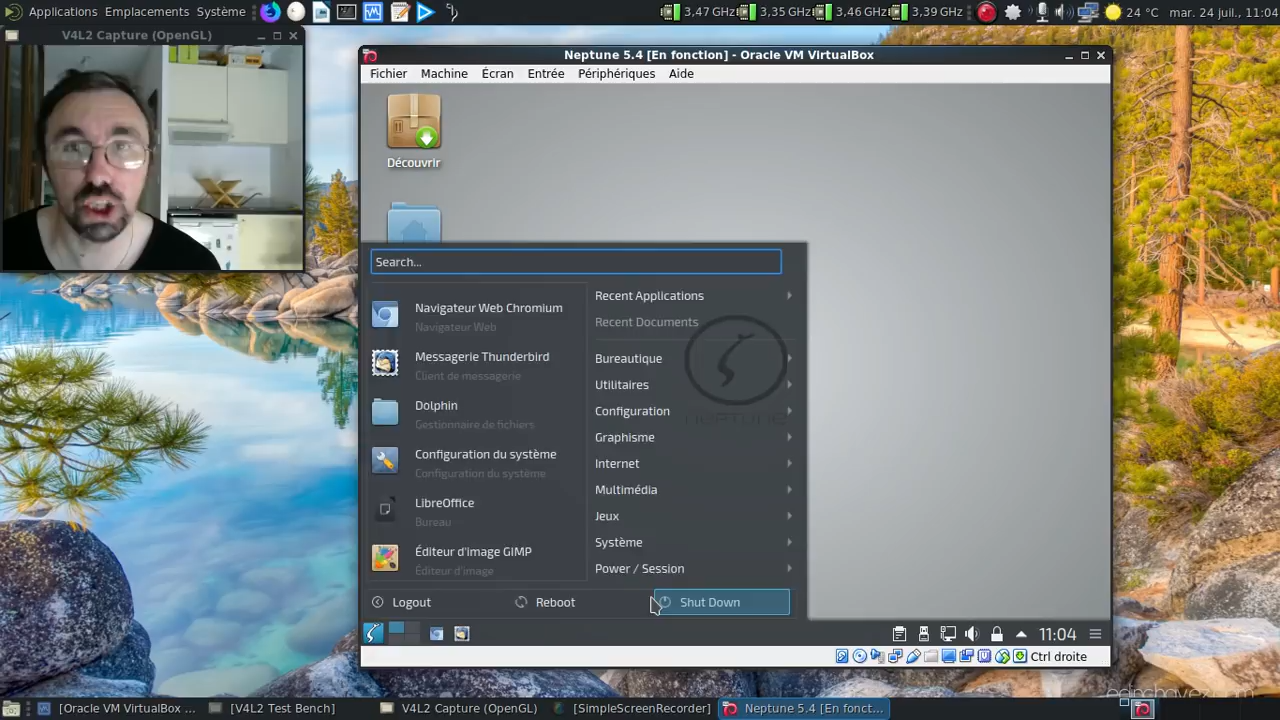 Applications Emplacements Système
3,47 GHz 3,35 GHz 3,46 GHz 3,39 GHz 24 °C mar. 24 juil., 11:04
V4L2 Capture (OpenGL)
Neptune 5.4 [En fonction] - Oracle VM VirtualBox
Fichier Machine Écran Entrée Périphériques Aide
Découvrir
Search...
Navigateur Web Chromium
Navigateur Web
Messagerie Thunderbird
Client de messagerie
Dolphin
Gestionnaire de fichiers
Configuration du système
Configuration du système
LibreOffice
Bureau
Éditeur d'image GIMP
Éditeur d'image
Recent Applications
Recent Documents
Bureautique
Utilitaires
Configuration
Graphisme
Internet
Multimédia
Jeux
Système
Power / Session
NEPTUNE
Logout Reboot Shut Down
11:04
Ctrl droite
[Oracle VM VirtualBox ... [V4L2 Test Bench] V4L2 Capture (OpenGL) [SimpleScreenRecorder] Neptune 5.4 [En fonct...